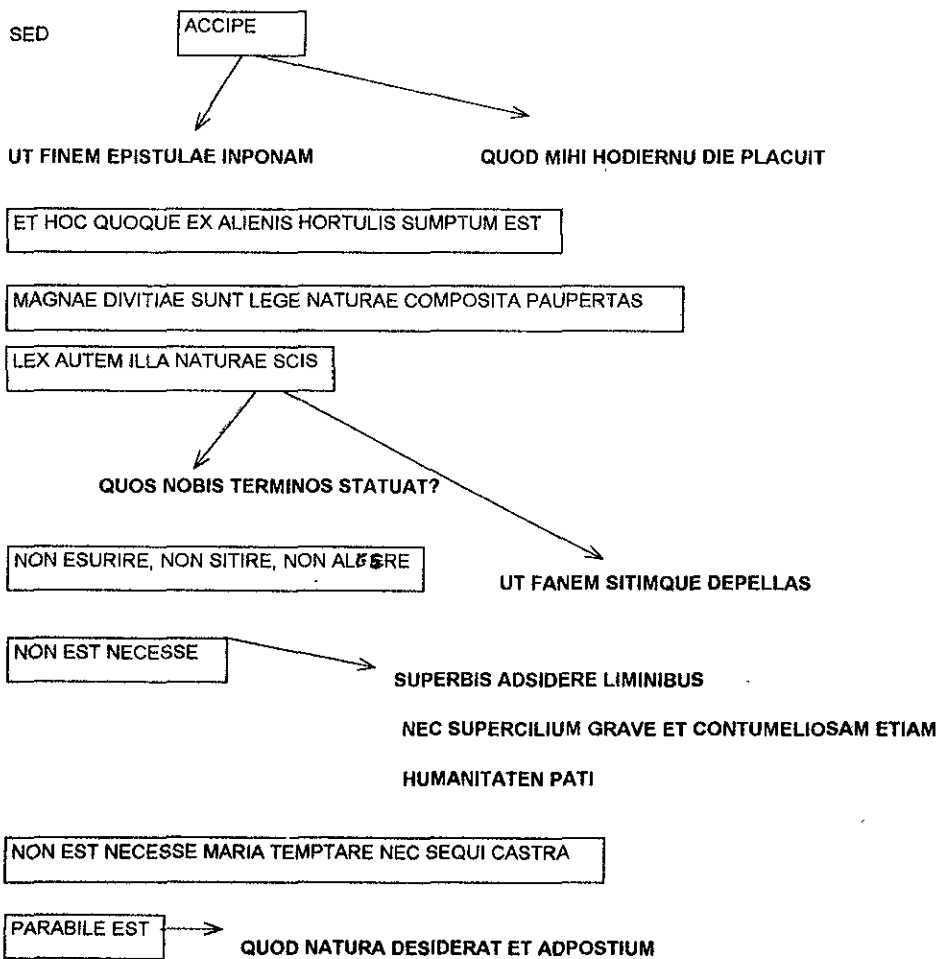 SED ACCIPE
UT FINEM EPISTULAE INPONAM QUOD MIHI HODIERNU DIE PLACUIT
ET HOC QUOQUE EX ALIENIS HORTULIS SUMPTUM EST
MAGNAE DIVITIAE SUNT LEGE NATURAE COMPOSITA PAUPERTAS
LEX AUTEM ILLA NATURAE SCIS
QUOS NOBIS TERMINOS STATUAT?
NON ESURIRE, NON SITIRE, NON ALGERE
UT FANEM SITIMQUE DEPELLAS
NON EST NECESSE
SUPERBIS ADSIDERE LIMINIBUS
NEC SUPERCILIUM GRAVE ET CONTUMELIOSAM ETIAM
HUMANITATEN PATI
NON EST NECESSE MARIA TEMPTARE NEC SEQUI CASTRA
PARABILE EST
QUOD NATURA DESIDERAT ET ADPOSTIUM